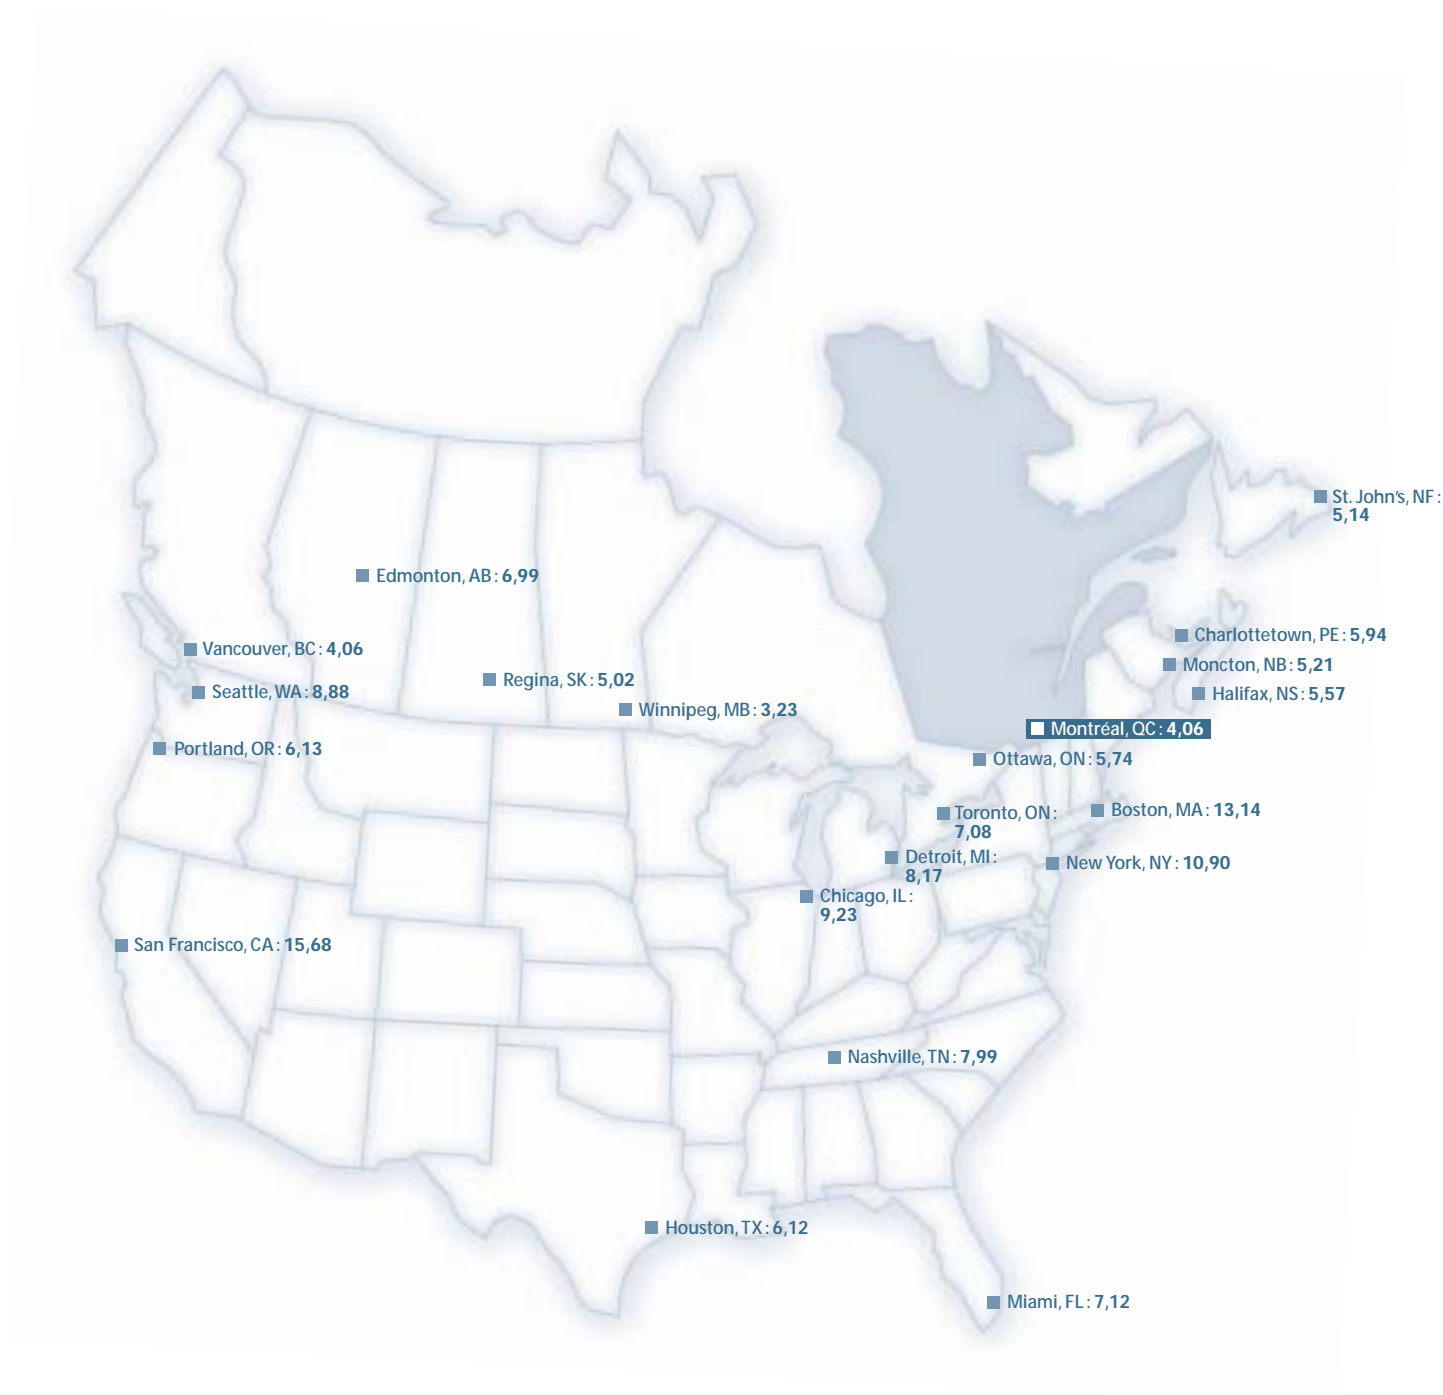 St. John's, NF :
5,14
Edmonton, AB : 6,99
Charlottetown, PE : 5,94
Vancouver, BC : 4,06
Moncton, NB : 5,21
Regina, SK : 5,02
Seattle, WA : 8,88
Halifax, NS : 5,57
Winnipeg, MB : 3,23
Montréal, QC : 4,06
Portland, OR : 6,13
Ottawa, ON : 5,74
Boston, MA : 13,14
Toronto, ON :
7,08
Detroit, MI :
8,17
New York, NY : 10,90
Chicago, IL :
9,23
San Francisco, CA : 15,68
Nashville, TN : 7,99
Houston, TX : 6,12
Miami, FL : 7,12